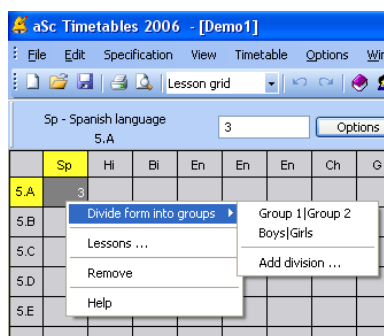 aSc Timetables 2006 - [Demo1]
File Edit Specification View Timetable Options Win
Lesson grid
Sp - Spanish language
5.A
3
Options
Sp Hi Bi En En En Ch G
5.A 3
Divide form into groups
Group 1|Group 2
5.B
Boys|Girls
Lessons ...
5.C
Add division ...
Remove
5.D
Help
5.E